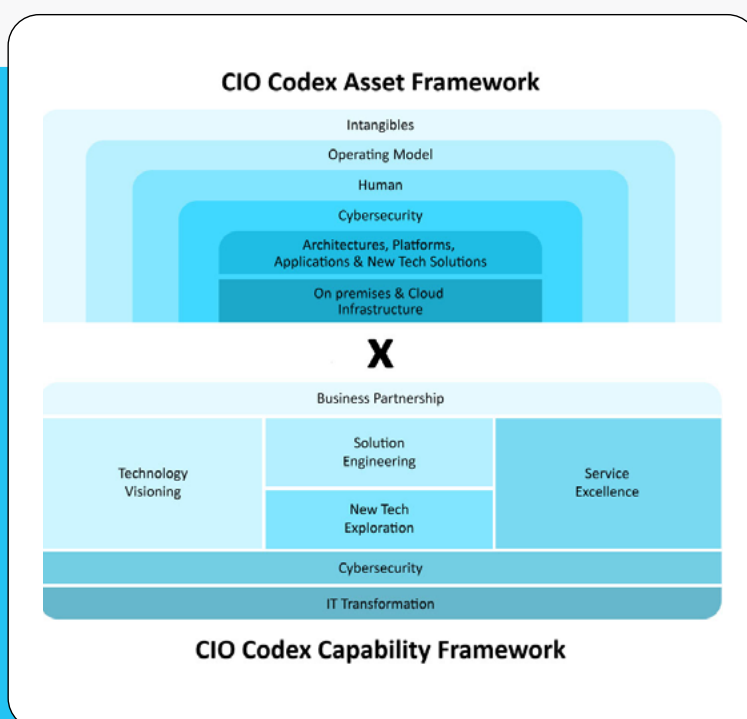 CIO Codex Asset Framework
Intangibles
Operating Model
Human
Cybersecurity
Architectures, Platforms,
Applications & New Tech Solutions
On premises & Cloud
Infrastructure
X
Business Partnership
Technology
Visioning
Solution
Engineering
New Tech
Exploration
Service
Excellence
Cybersecurity
IT Transformation
CIO Codex Capability Framework